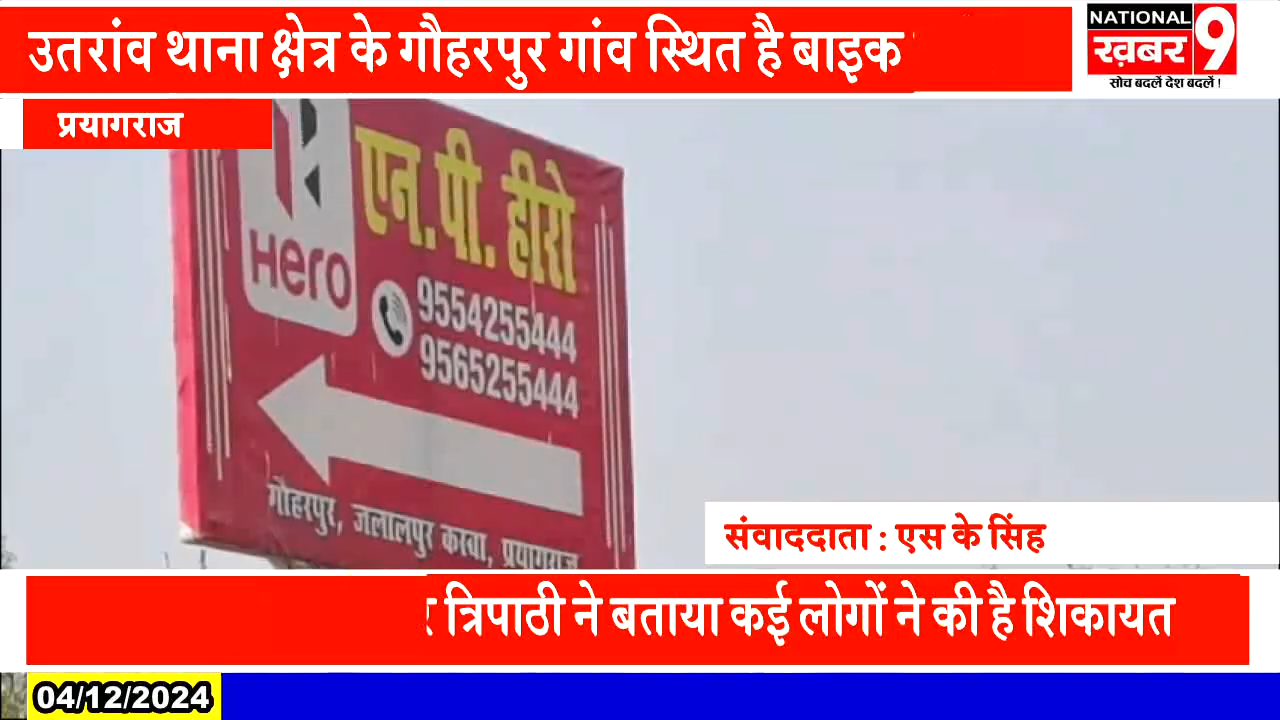 उतरांव थाना क्षेत्र के गौहरपुर गांव स्थित है बाइक
NATIONAL
ख़बर 9
सोच बदलें देश बदलें !
प्रयागराज
एन.पी. हीरो
Hero
9554255444
9565255444
गौहरपुर, जलालपुर कस्बा, प्रयागराज
संवाददाता : एस के सिंह
त्रिपाठी ने बताया कई लोगों ने की है शिकायत
04/12/2024